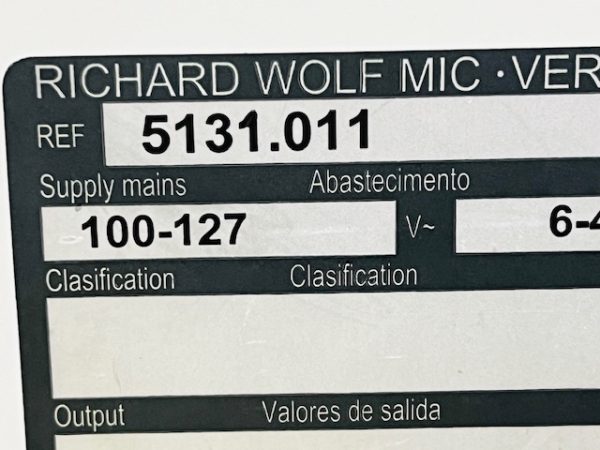 RICHARD WOLF MIC · VER
REF 5131.011
Supply mains Abastecimento
100-127 V~ 6-4
Clasification Clasification
Output Valores de salida